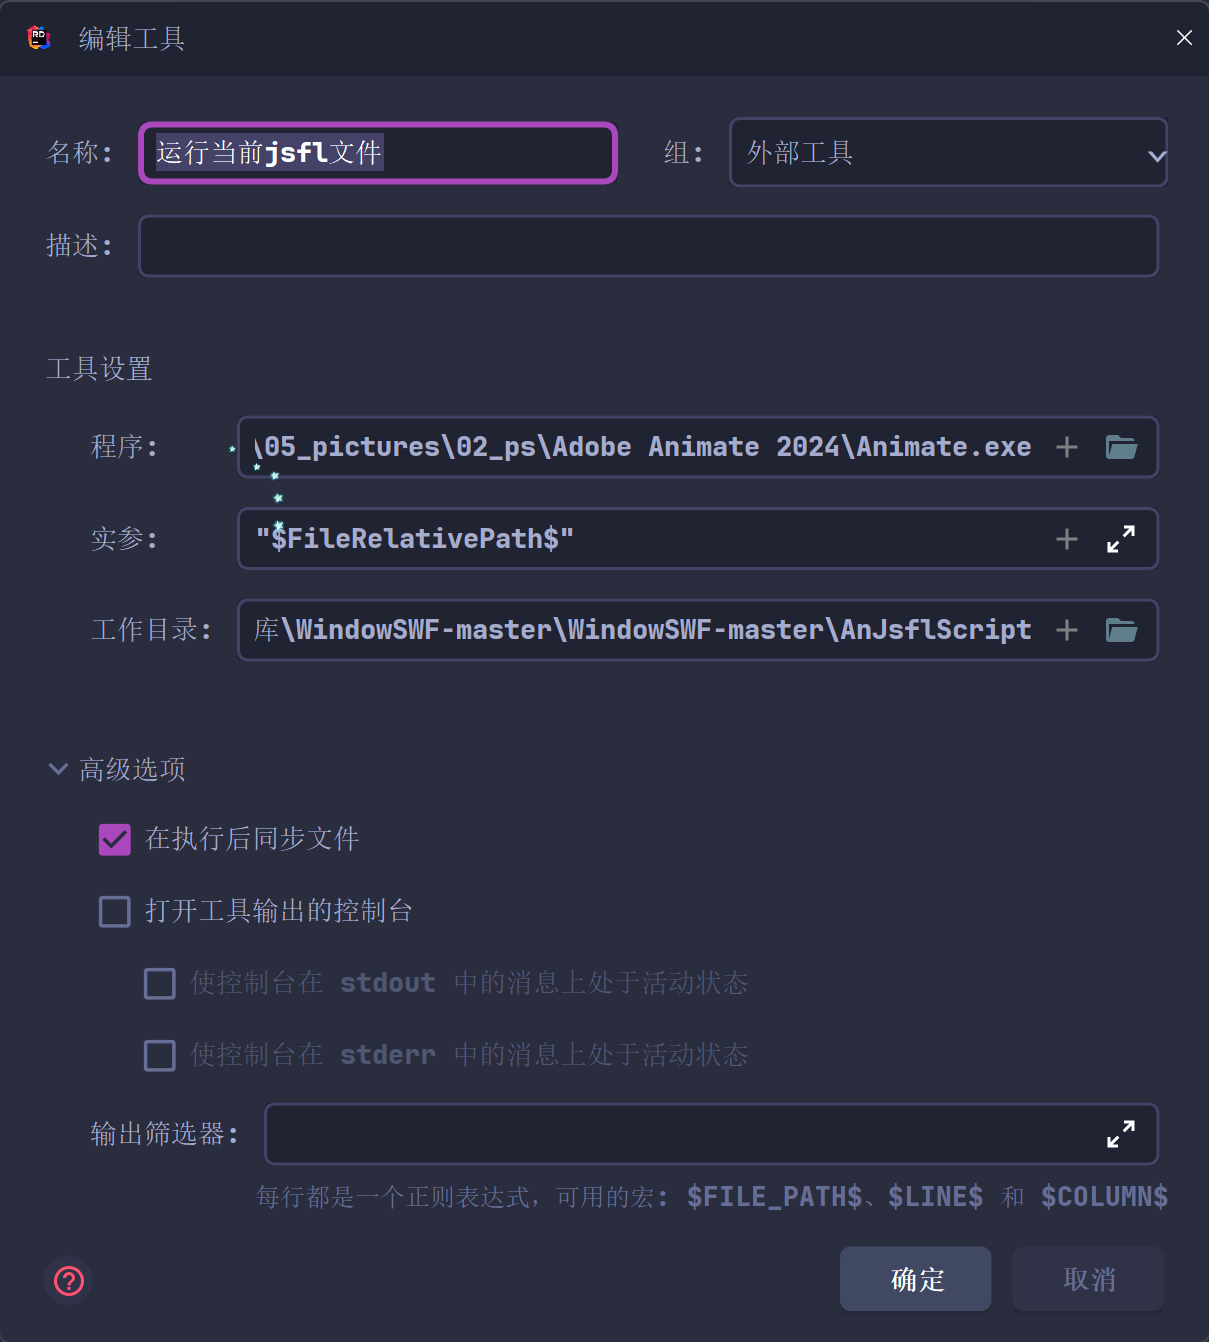 RD 编辑工具
名称: 运行当前jsfl文件 组: 外部工具
描述:
工具设置
程序: \05_pictures\02_ps\Adobe Animate 2024\Animate.exe
实参: "$FileRelativePath$"
工作目录: 库\WindowSWF-master\WindowSWF-master\AnJsflScript
高级选项
在执行后同步文件
打开工具输出的控制台
使控制台在 stdout 中的消息上处于活动状态
使控制台在 stderr 中的消息上处于活动状态
输出筛选器:
每行都是一个正则表达式，可用的宏: $FILE_PATH$、$LINE$ 和 $COLUMN$
确定 取消